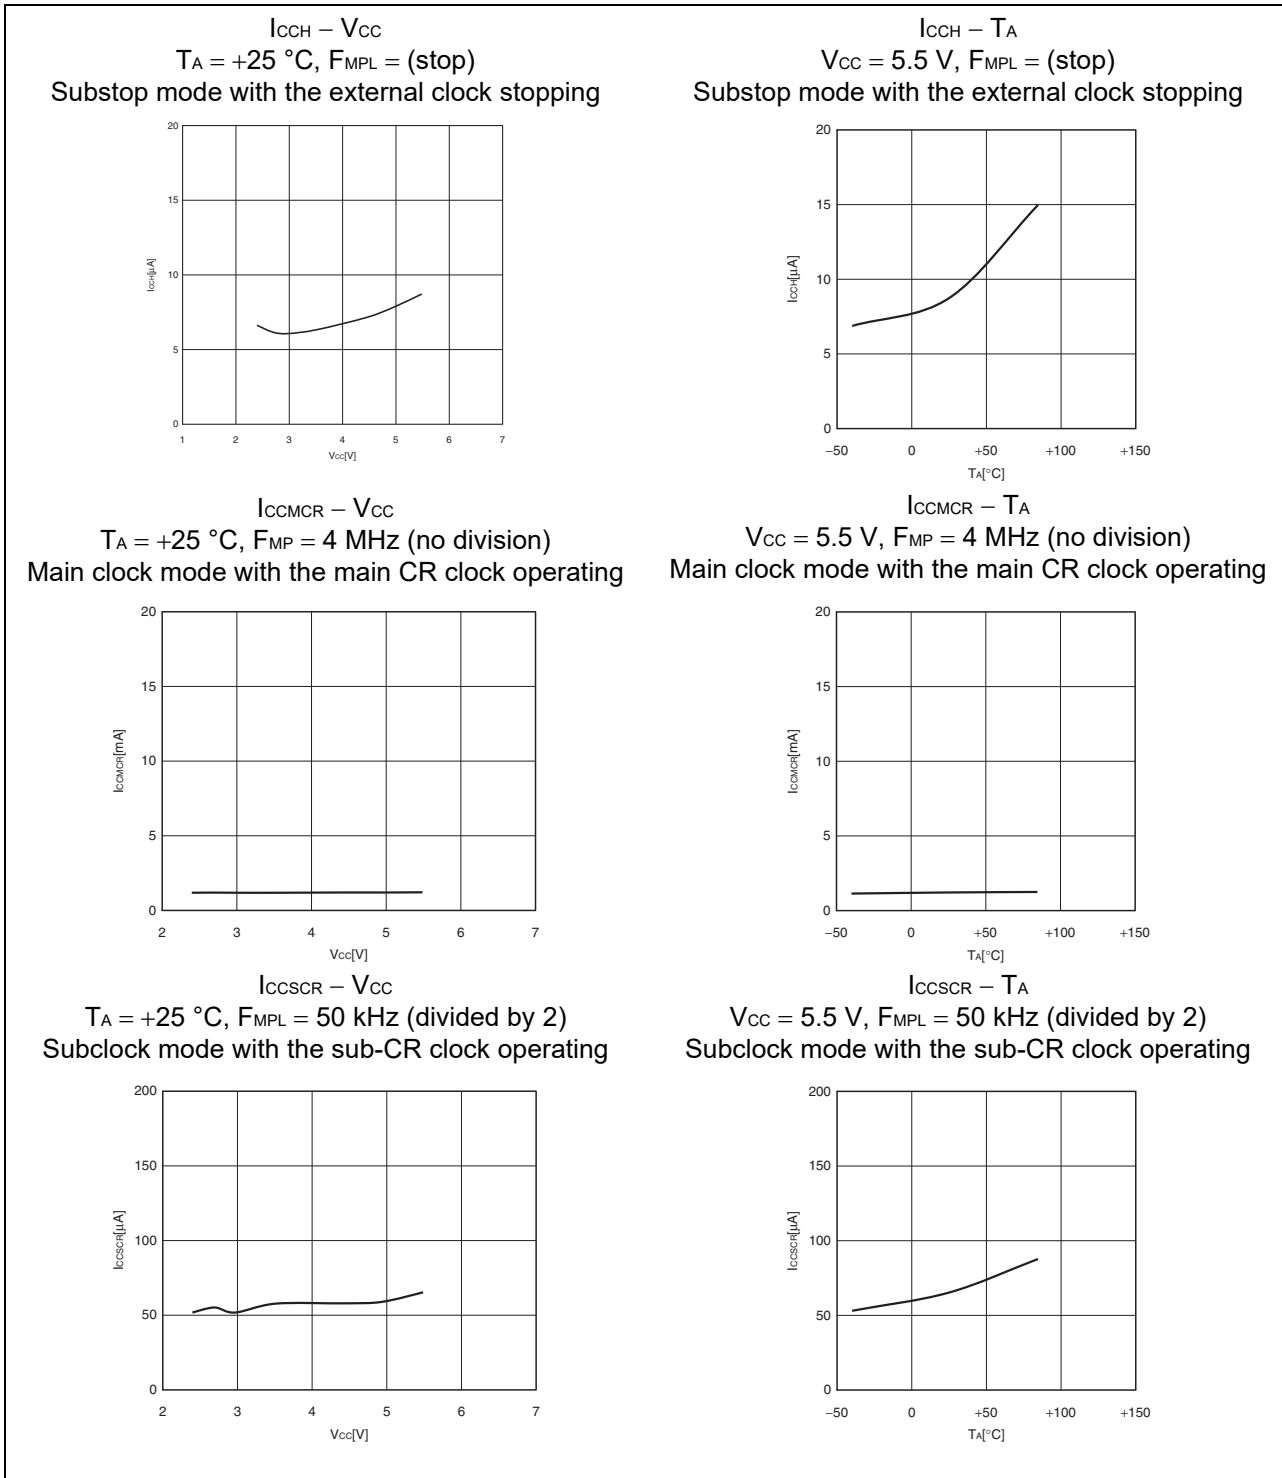 ICCH − VCC
TA = +25 °C, FMPL = (stop)
Substop mode with the external clock stopping
20
15
10
5
0
ICCH[µA]
1 2 3 4 5 6 7
VCC[V]
ICCH − TA
VCC = 5.5 V, FMPL = (stop)
Substop mode with the external clock stopping
20
15
10
5
0
ICCH[µA]
−50 0 +50 +100 +150
TA[°C]
ICCMCR − VCC
TA = +25 °C, FMP = 4 MHz (no division)
Main clock mode with the main CR clock operating
20
15
10
5
0
ICCMCR[mA]
2 3 4 5 6 7
VCC[V]
ICCMCR − TA
VCC = 5.5 V, FMP = 4 MHz (no division)
Main clock mode with the main CR clock operating
20
15
10
5
0
ICCMCR[mA]
−50 0 +50 +100 +150
TA[°C]
ICCSCR − VCC
TA = +25 °C, FMPL = 50 kHz (divided by 2)
Subclock mode with the sub-CR clock operating
200
150
100
50
0
ICCSCR[µA]
2 3 4 5 6 7
VCC[V]
ICCSCR − TA
VCC = 5.5 V, FMPL = 50 kHz (divided by 2)
Subclock mode with the sub-CR clock operating
200
150
100
50
0
ICCSCR[µA]
−50 0 +50 +100 +150
TA[°C]